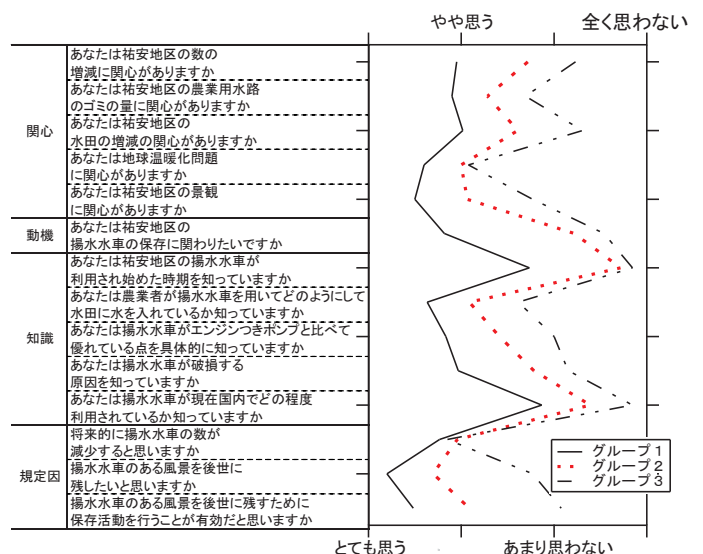 やや思う
全く思わない
関心
あなたは祐安地区の数の
増減に関心がありますか
あなたは祐安地区の農業用水路
のゴミの量に関心がありますか
あなたは祐安地区の
水田の増減の関心がありますか
あなたは地球温暖化問題
に関心がありますか
あなたは祐安地区の景観
に関心がありますか
動機
あなたは祐安地区の
揚水水車の保存に関わりたいですか
知識
あなたは祐安地区の揚水水車が
利用され始めた時期を知っていますか
あなたは農業者が揚水水車を用いてどのようにして
水田に水を入れているか知っていますか
あなたは揚水水車がエンジンつきポンプと比べて
優れている点を具体的に知っていますか
あなたは揚水水車が破損する
原因を知っていますか
あなたは揚水水車が現在国内でどの程度
利用されているか知っていますか
規定因
将来的に揚水水車の数が
減少すると思いますか
揚水水車のある風景を後世に
残したいと思いますか
揚水水車のある風景を後世に残すために
保存活動を行うことが有効だと思いますか
グループ1
グループ2
グループ3
とても思う
あまり思わない